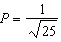 P = 1/√25